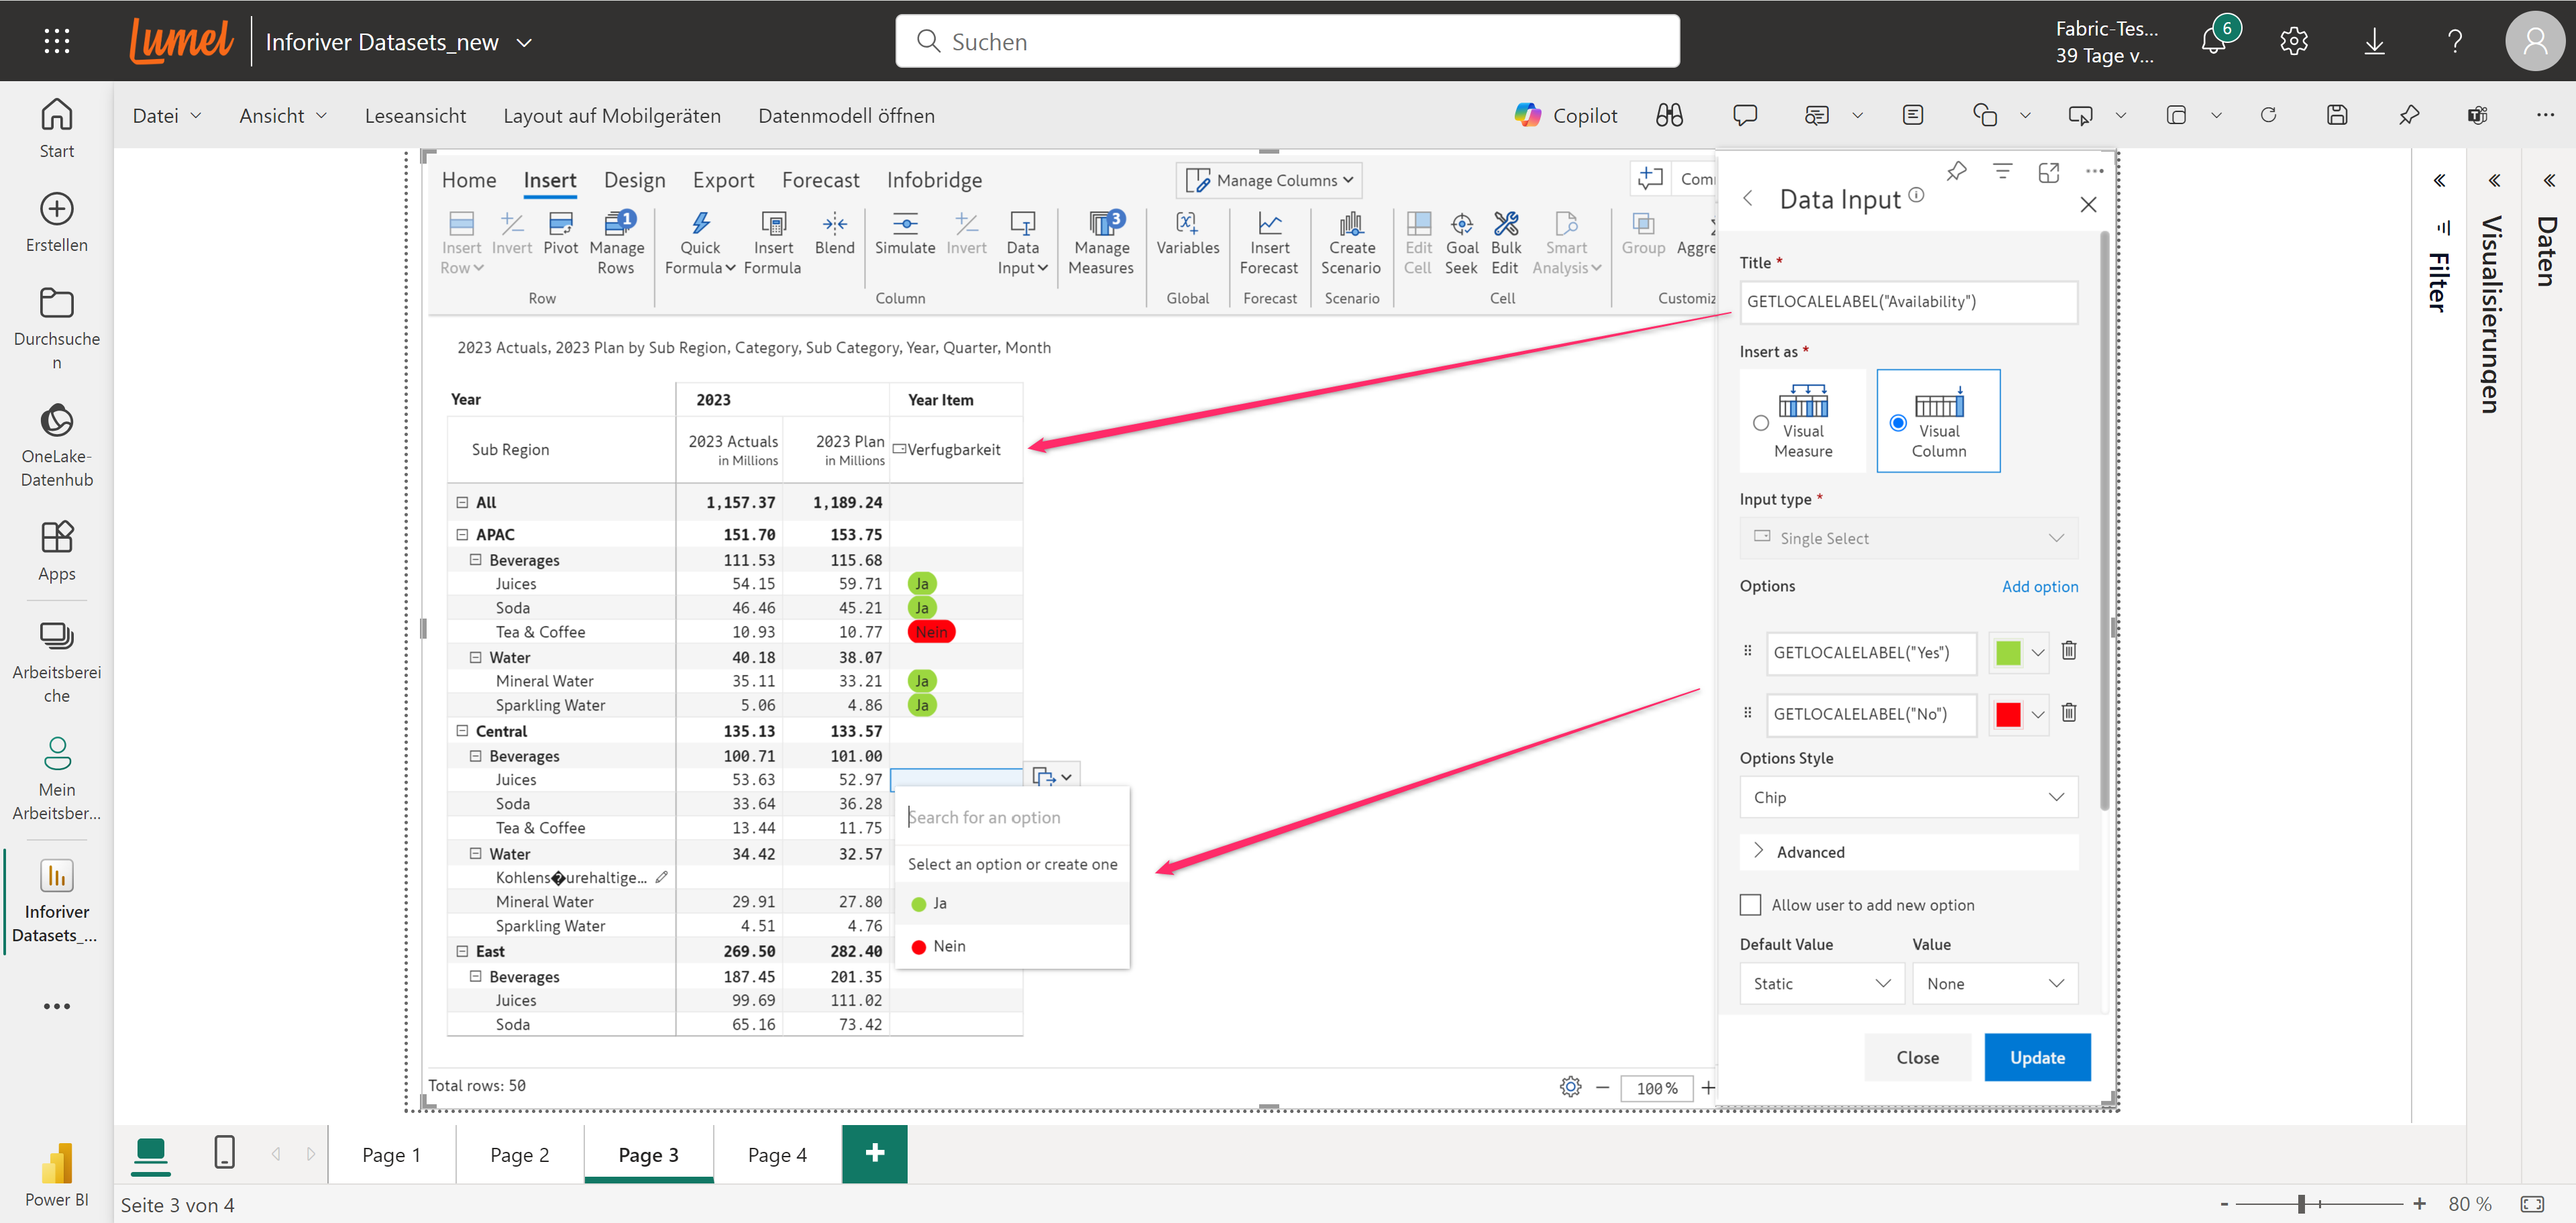 Lumel
Inforiver Datasets_new
Suchen
Fabric-Tes...
39 Tage v...
6
Start
Erstellen
Durchsuche
n
OneLake-
Datenhub
Apps
Arbeitsberei
che
Mein
Arbeitsber...
Inforiver
Datasets_...
Power BI
Datei
Ansicht
Leseansicht
Layout auf Mobilgeräten
Datenmodell öffnen
Copilot
Home
Insert
Design
Export
Forecast
Infobridge
Manage Columns
Com
Insert
Row
Invert
Pivot
Manage
Rows
1
Row
Quick
Formula
Insert
Formula
Blend
Simulate
Invert
Data
Input
Column
Manage
Measures
3
Variables
Global
Insert
Forecast
Forecast
Create
Scenario
Scenario
Edit
Cell
Goal
Seek
Bulk
Edit
Smart
Analysis
Cell
Group
Aggre
Customiz
2023 Actuals, 2023 Plan by Sub Region, Category, Sub Category, Year, Quarter, Month
Year 2023 Year Item
Sub Region 2023 Actuals in Millions 2023 Plan in Millions Verfugbarkeit
All 1,157.37 1,189.24
APAC 151.70 153.75
Beverages 111.53 115.68
Juices 54.15 59.71 Ja
Soda 46.46 45.21 Ja
Tea & Coffee 10.93 10.77 Nein
Water 40.18 38.07
Mineral Water 35.11 33.21 Ja
Sparkling Water 5.06 4.86 Ja
Central 135.13 133.57
Beverages 100.71 101.00
Juices 53.63 52.97
Soda 33.64 36.28
Tea & Coffee 13.44 11.75
Water 34.42 32.57
Kohlens�urehaltige...
Mineral Water 29.91 27.80
Sparkling Water 4.51 4.76
East 269.50 282.40
Beverages 187.45 201.35
Juices 99.69 111.02
Soda 65.16 73.42
Search for an option
Select an option or create one
Ja
Nein
Total rows: 50
100 %
Data Input
Title *
GETLOCALELABEL("Availability")
Insert as *
Visual
Measure
Visual
Column
Input type *
Single Select
Options
Add option
GETLOCALELABEL("Yes")
GETLOCALELABEL("No")
Options Style
Chip
Advanced
Allow user to add new option
Default Value
Value
Static
None
Close
Update
Filter
Visualisierungen
Daten
Page 1
Page 2
Page 3
Page 4
Seite 3 von 4
80 %